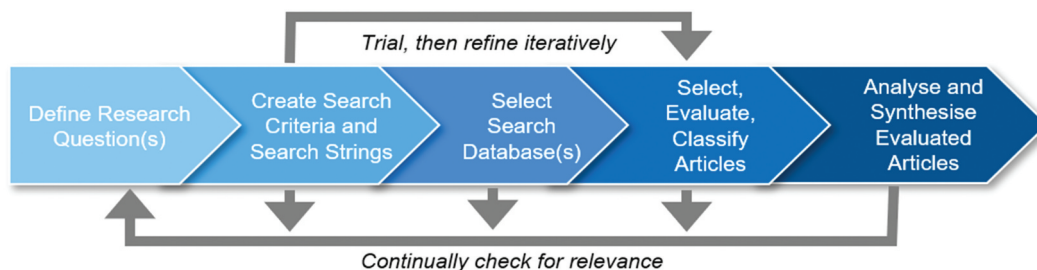 Trial, then refine iteratively
Define Research
Question(s)
Create Search
Criteria and
Search Strings
Select
Search
Database(s)
Select,
Evaluate,
Classify
Articles
Analyse and
Synthesise
Evaluated
Articles
Continually check for relevance